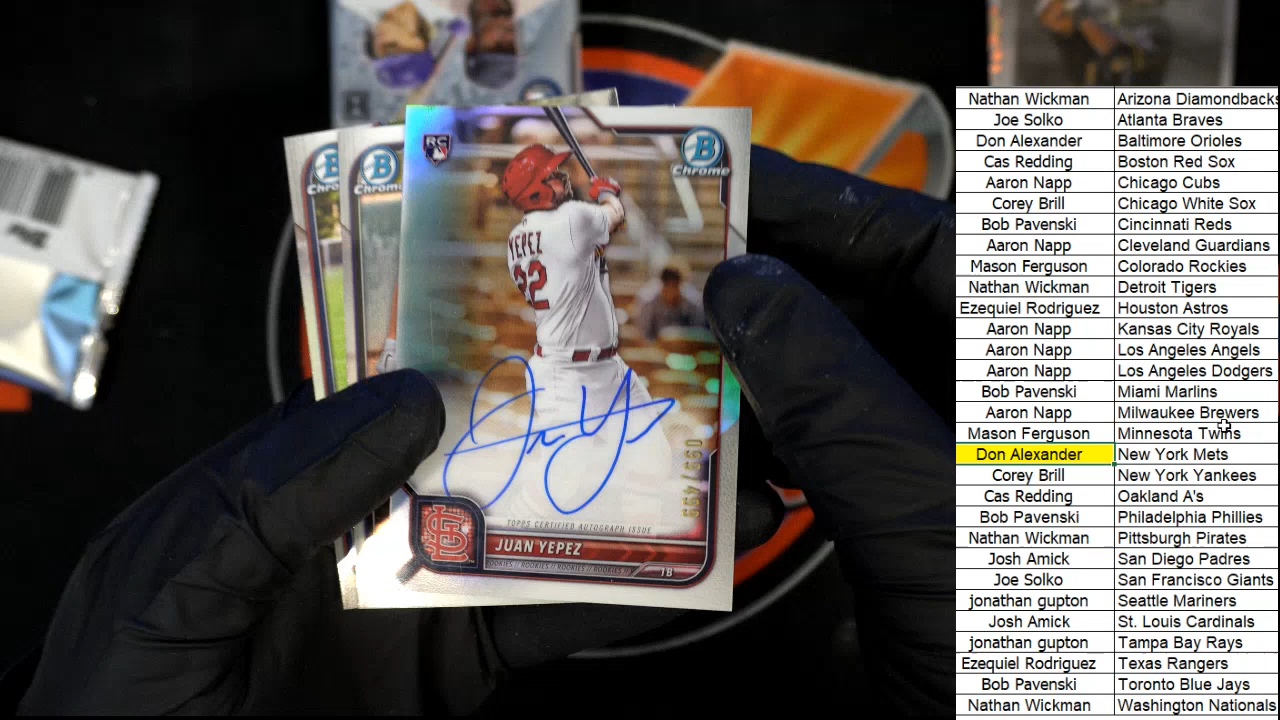 RC
B
Chrome
Chrome
YEPEZ
22
099/499
TOPPS CERTIFIED AUTOGRAPH ISSUE
JUAN YEPEZ
ROOKIES // ROOKIES // ROOKIES // ROOKIES //
1B
Nathan Wickman Arizona Diamondbacks
Joe Solko Atlanta Braves
Don Alexander Baltimore Orioles
Cas Redding Boston Red Sox
Aaron Napp Chicago Cubs
Corey Brill Chicago White Sox
Bob Pavenski Cincinnati Reds
Aaron Napp Cleveland Guardians
Mason Ferguson Colorado Rockies
Nathan Wickman Detroit Tigers
Ezequiel Rodriguez Houston Astros
Aaron Napp Kansas City Royals
Aaron Napp Los Angeles Angels
Aaron Napp Los Angeles Dodgers
Bob Pavenski Miami Marlins
Aaron Napp Milwaukee Brewers
Mason Ferguson Minnesota Twins
Don Alexander New York Mets
Corey Brill New York Yankees
Cas Redding Oakland A's
Bob Pavenski Philadelphia Phillies
Nathan Wickman Pittsburgh Pirates
Josh Amick San Diego Padres
Joe Solko San Francisco Giants
jonathan gupton Seattle Mariners
Josh Amick St. Louis Cardinals
jonathan gupton Tampa Bay Rays
Ezequiel Rodriguez Texas Rangers
Bob Pavenski Toronto Blue Jays
Nathan Wickman Washington Nationals